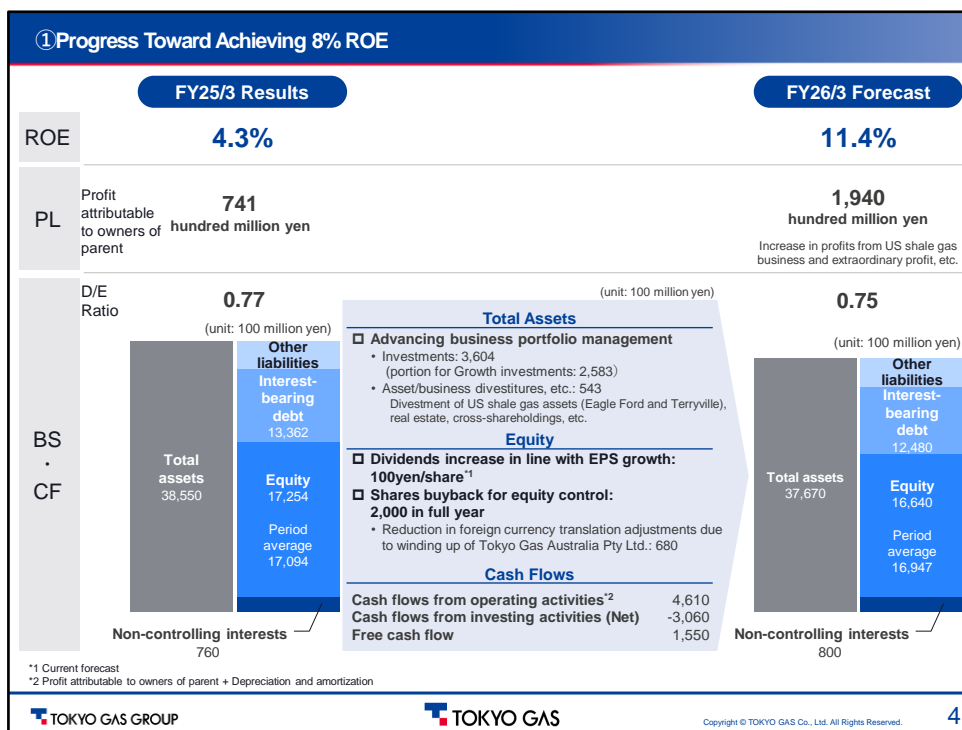 ①Progress Toward Achieving 8% ROE
FY25/3 Results
FY26/3 Forecast
ROE
4.3%
11.4%
PL
Profit
attributable
to owners of
parent
741
hundred million yen
1,940
hundred million yen
Increase in profits from US shale gas
business and extraordinary profit, etc.
BS
・
CF
D/E
Ratio
0.77
(unit: 100 million yen)
Total
assets
38,550
Other
liabilities
Interest-
bearing
debt
13,362
Equity
17,254
Period
average
17,094
Non-controlling interests
760
(unit: 100 million yen)
Total Assets
❑ Advancing business portfolio management
• Investments: 3,604
(portion for Growth investments: 2,583)
• Asset/business divestitures, etc.: 543
Divestment of US shale gas assets (Eagle Ford and Terryville),
real estate, cross-shareholdings, etc.
Equity
❑ Dividends increase in line with EPS growth:
100yen/share*1
❑ Shares buyback for equity control:
2,000 in full year
• Reduction in foreign currency translation adjustments due
to winding up of Tokyo Gas Australia Pty Ltd.: 680
Cash Flows
Cash flows from operating activities*2 4,610
Cash flows from investing activities (Net) -3,060
Free cash flow 1,550
0.75
(unit: 100 million yen)
Total assets
37,670
Other
liabilities
Interest-
bearing
debt
12,480
Equity
16,640
Period
average
16,947
Non-controlling interests
800
*1 Current forecast
*2 Profit attributable to owners of parent + Depreciation and amortization
TOKYO GAS GROUP
TOKYO GAS
Copyright © TOKYO GAS Co., Ltd. All Rights Reserved.
4